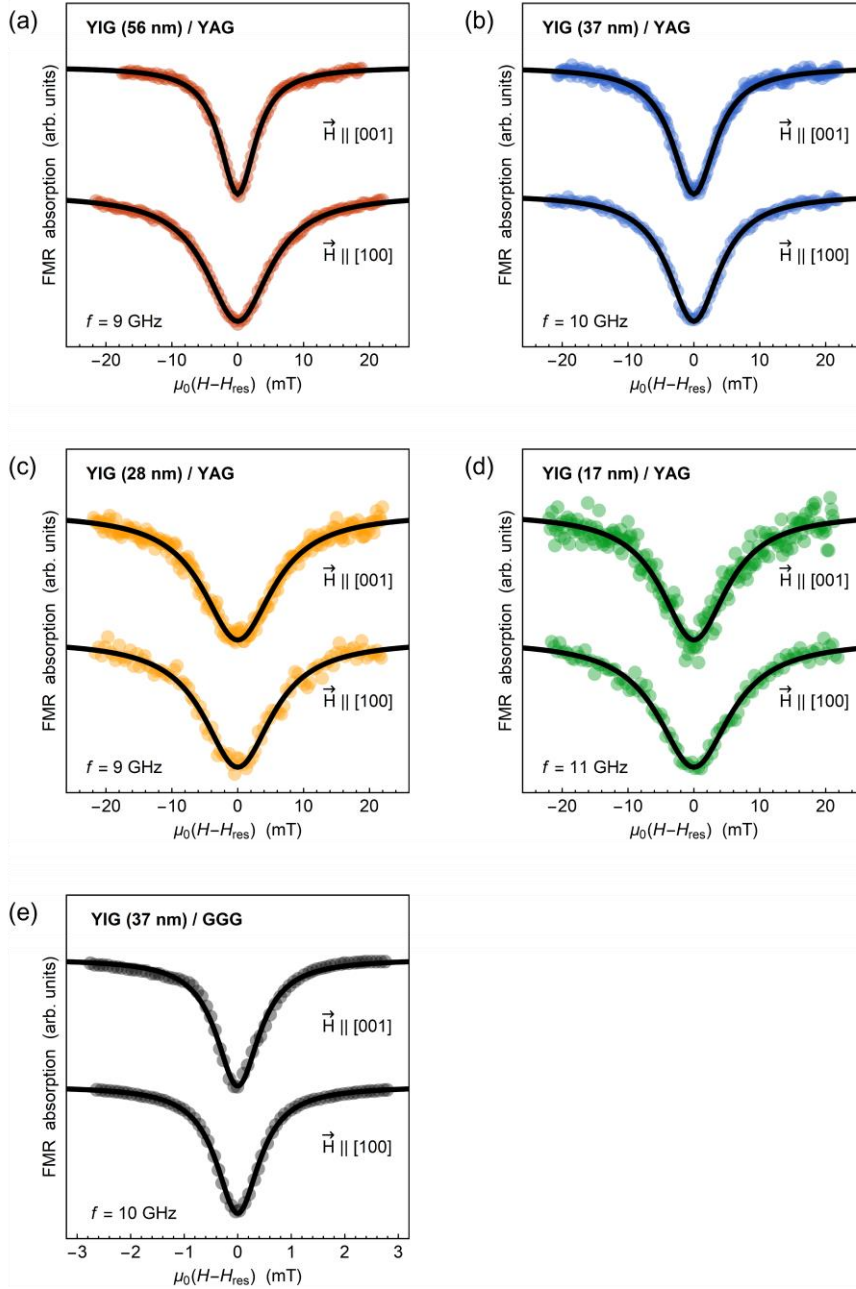 (a)
YIG (56 nm) / YAG
H || [001]
H || [100]
f = 9 GHz
FMR absorption (arb. units)
−20 −10 0 10 20
μ₀(H−Hres) (mT)
(b)
YIG (37 nm) / YAG
H || [001]
H || [100]
f = 10 GHz
FMR absorption (arb. units)
−20 −10 0 10 20
μ₀(H−Hres) (mT)
(c)
YIG (28 nm) / YAG
H || [001]
H || [100]
f = 9 GHz
FMR absorption (arb. units)
−20 −10 0 10 20
μ₀(H−Hres) (mT)
(d)
YIG (17 nm) / YAG
H || [001]
H || [100]
f = 11 GHz
FMR absorption (arb. units)
−20 −10 0 10 20
μ₀(H−Hres) (mT)
(e)
YIG (37 nm) / GGG
H || [001]
H || [100]
f = 10 GHz
FMR absorption (arb. units)
−3 −2 −1 0 1 2 3
μ₀(H−Hres) (mT)